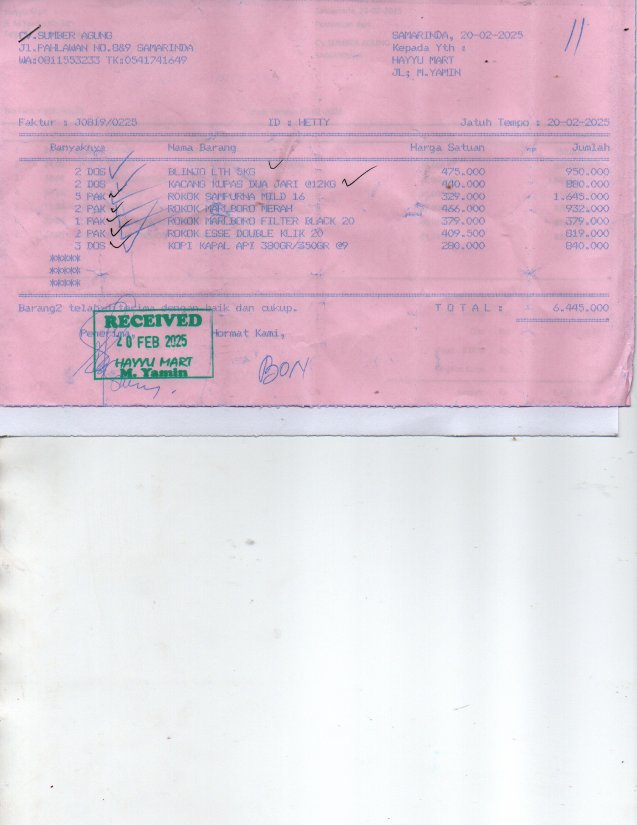 CV.SUMBER AGUNG
Jl.PAHLAWAN NO.8&9 SAMARINDA
WA:0811553233 TK:0541741649
SAMARINDA, 20-02-2025
Kepada Yth :
HAYYU MART
JL; M.YAMIN
11
Faktur : J0819/0225 ID : HETTY Jatuh Tempo : 20-02-2025
Banyaknya Nama Barang Harga Satuan Jumlah
2 DOS BLINJO LTH 5KG 475.000 950.000
2 DOS KACANG KUPAS DUA JARI @12KG 440.000 880.000
5 PAK ROKOK SAMPURNA MILD 16 329.000 1.645.000
2 PAK ROKOK MARLBORO MERAH 466.000 932.000
1 PAK ROKOK MARLBORO FILTER BLACK 20 379.000 379.000
2 PAK ROKOK ESSE DOUBLE KLIK 20 409.500 819.000
3 DOS KOPI KAPAL API 380GR/350GR @9 280.000 840.000
*****
*****
*****
Barang2 telah diterima dengan baik dan cukup. T O T A L : 6.445.000
Penerima, Hormat Kami,
RECEIVED
20 FEB 2025
HAYYU MART
M. Yamin
BON